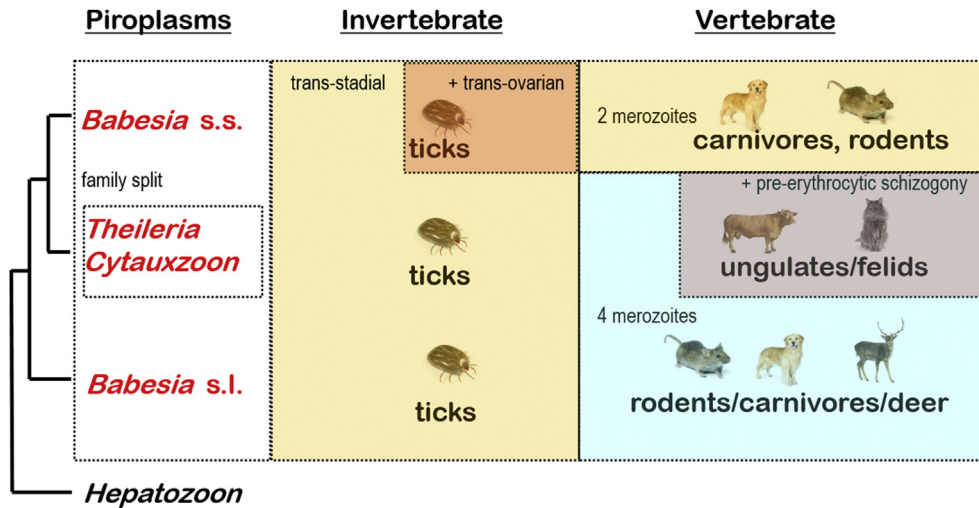 Piroplasms Invertebrate Vertebrate
trans-stadial + trans-ovarian
Babesia s.s.
ticks
2 merozoites
carnivores, rodents
family split
+ pre-erythrocytic schizogony
Theileria
Cytauxzoon
ticks
ungulates/felids
4 merozoites
Babesia s.l.
ticks
rodents/carnivores/deer
Hepatozoon